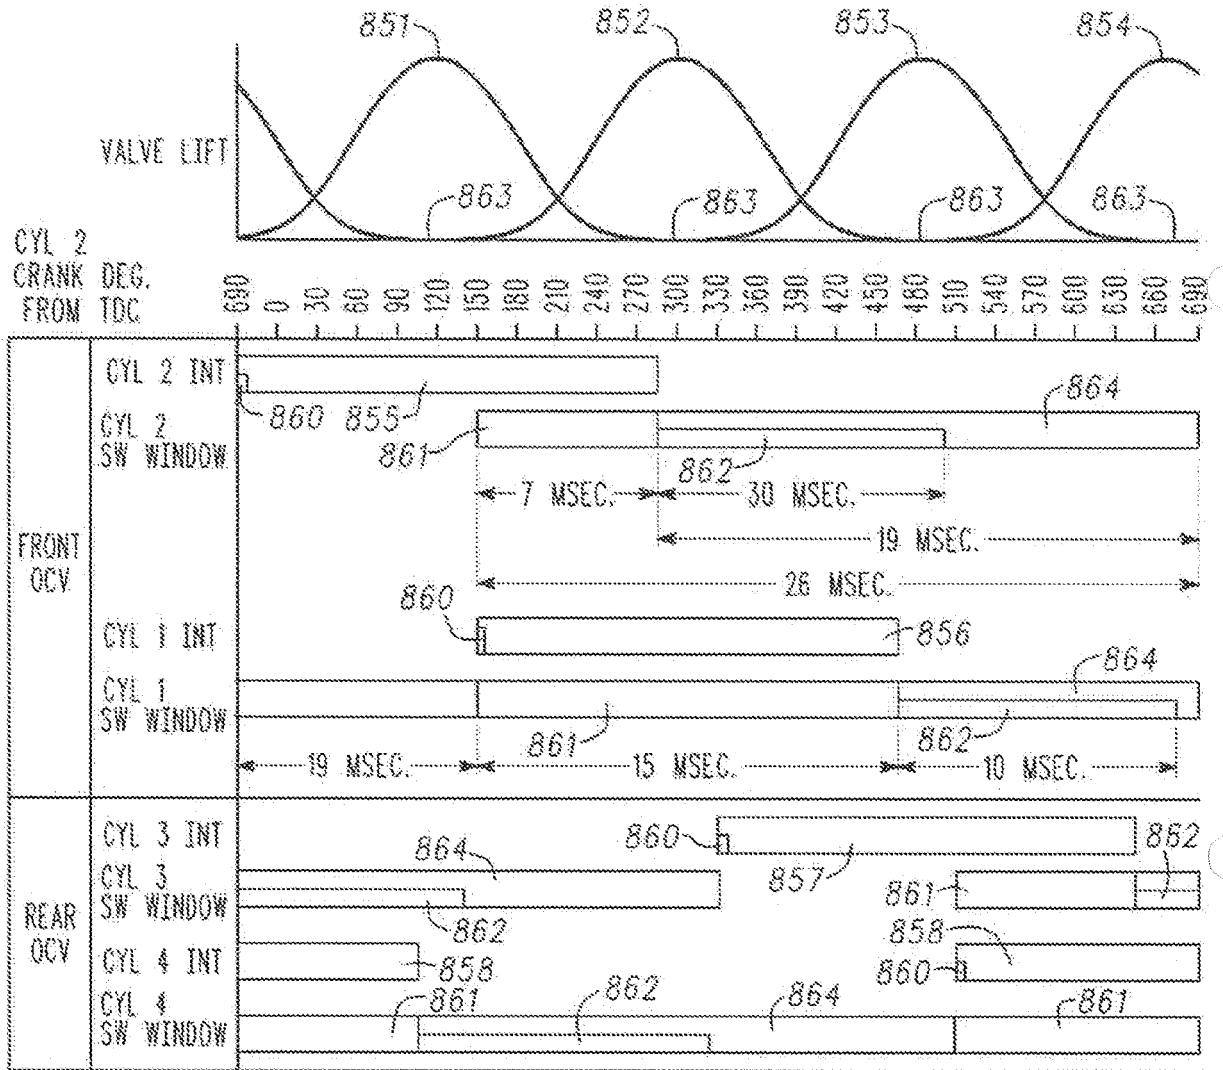 851 852 853 854
VALVE LIFT
863 863 863 863
CYL 2
CRANK DEG.
FROM TDC
690 0 30 60 90 120 150 180 210 240 270 300 330 360 390 420 450 480 510 540 570 600 630 660 690
FRONT
OCV
CYL 2 INT
860 855
CYL 2
SW WINDOW
861 862 864
7 MSEC. 30 MSEC.
19 MSEC.
26 MSEC.
860
CYL 1 INT
856
CYL 1
SW WINDOW
861 862 864
19 MSEC. 15 MSEC. 10 MSEC.
REAR
OCV
CYL 3 INT
860 857 862
CYL 3
SW WINDOW
864 862 861
CYL 4 INT
858 860 858
CYL 4
SW WINDOW
861 862 864 861